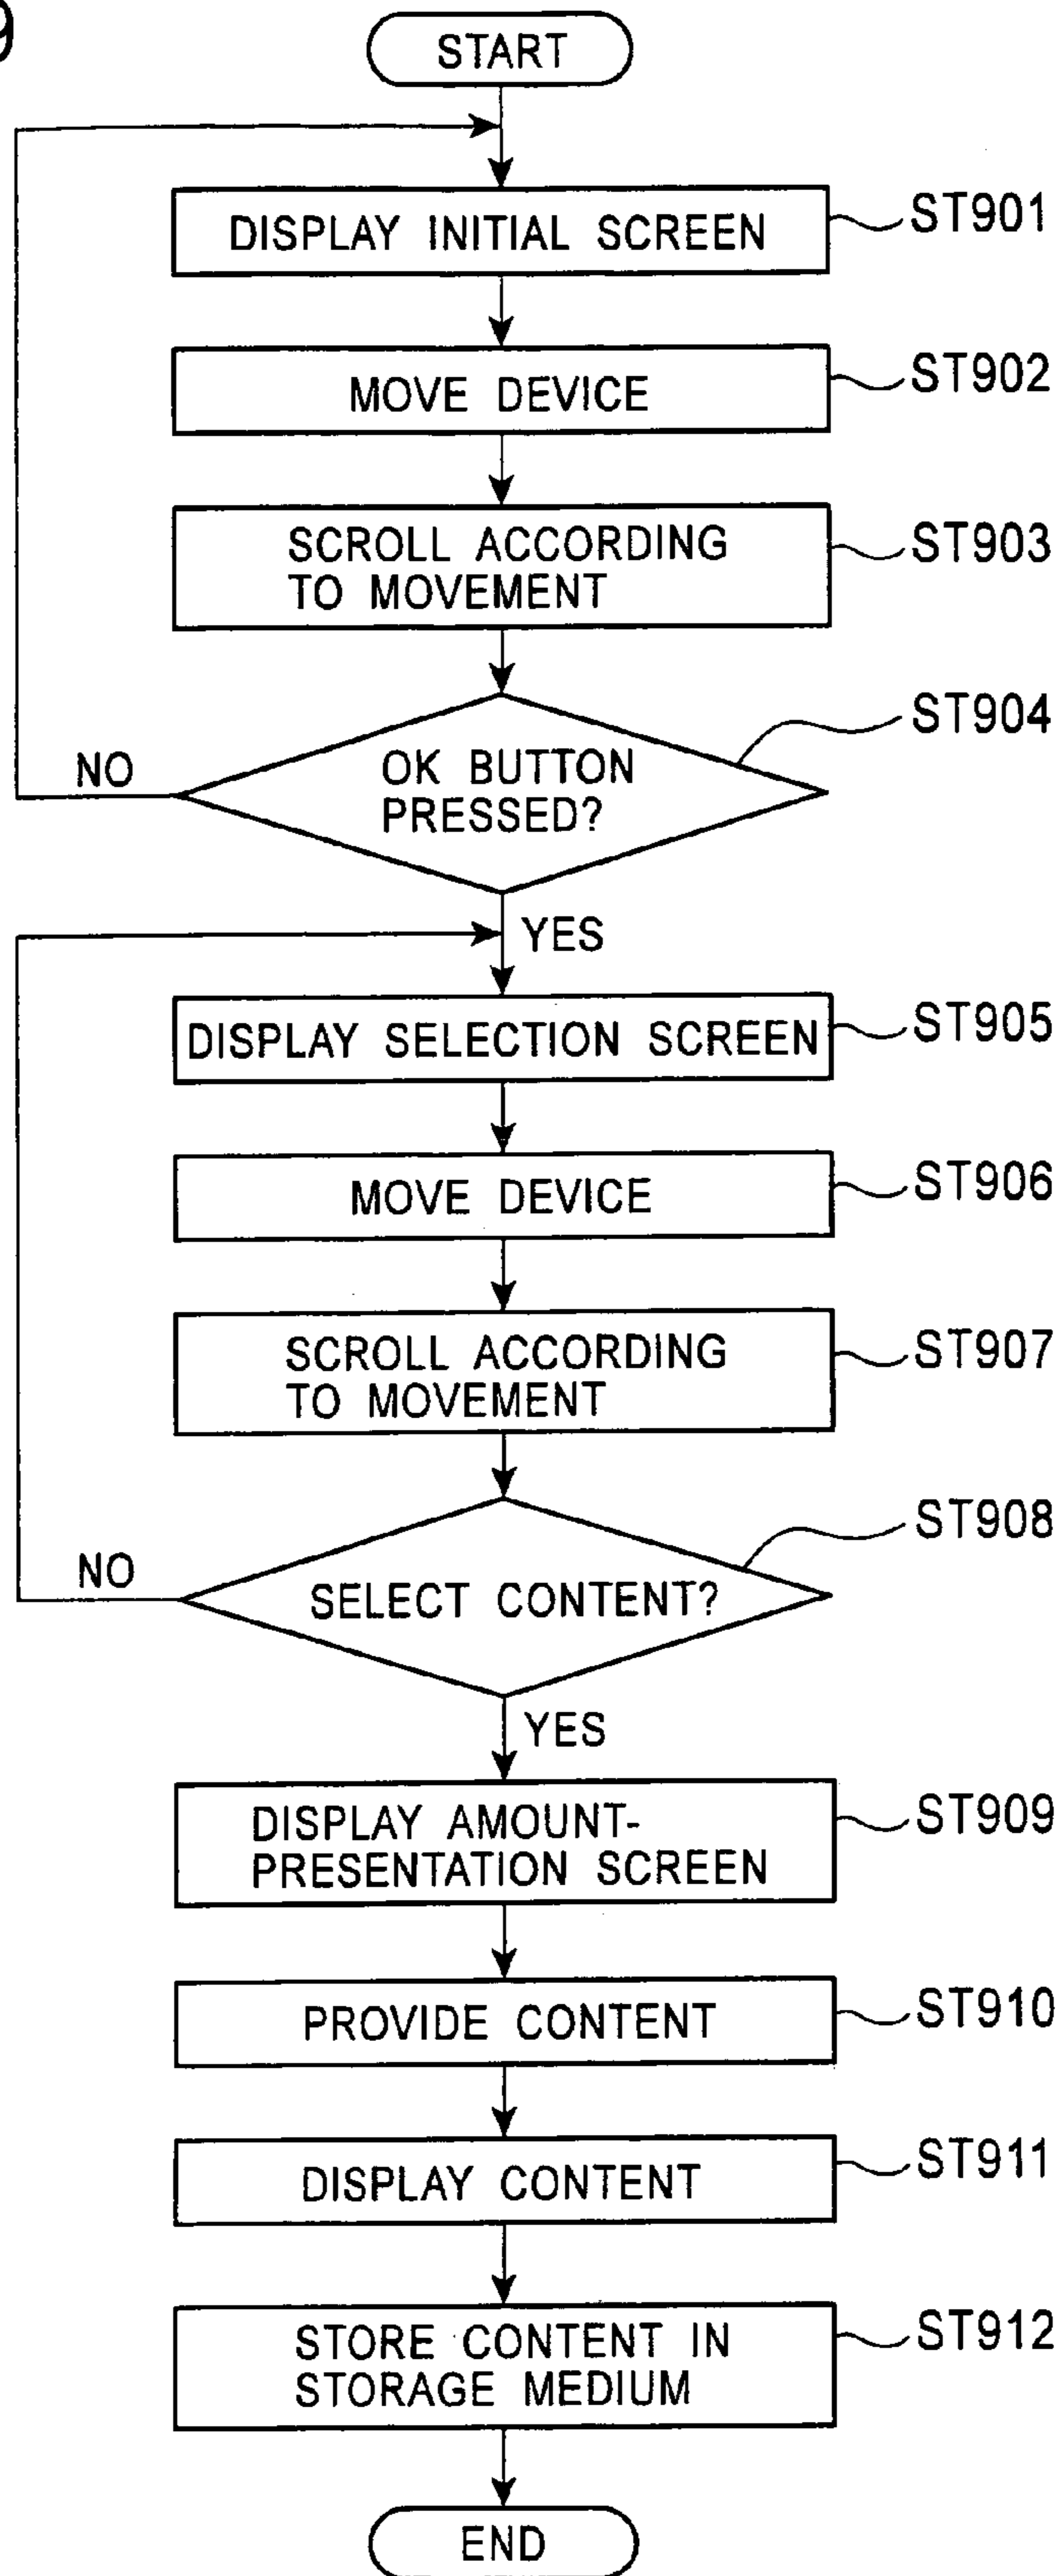 9
START
DISPLAY INITIAL SCREEN
ST901
MOVE DEVICE
ST902
SCROLL ACCORDING
TO MOVEMENT
ST903
ST904
OK BUTTON
PRESSED?
NO
YES
DISPLAY SELECTION SCREEN
ST905
MOVE DEVICE
ST906
SCROLL ACCORDING
TO MOVEMENT
ST907
ST908
SELECT CONTENT?
NO
YES
DISPLAY AMOUNT-
PRESENTATION SCREEN
ST909
PROVIDE CONTENT
ST910
DISPLAY CONTENT
ST911
STORE CONTENT IN
STORAGE MEDIUM
ST912
END